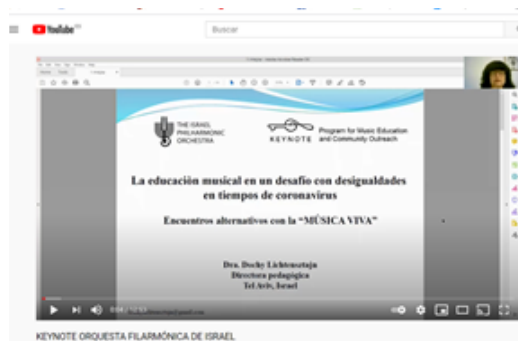 YouTube
Buscar
THE ISRAEL
PHILHARMONIC
ORCHESTRA
KEYNOTE
Program for Music Education
and Community Outreach
La educación musical en un desafío con desigualdades
en tiempos de coronavirus
Encuentros alternativos con la “MÚSICA VIVA”
Dra. Dochy Lichtensztajn
Directora pedagógica
Tel Aviv, Israel
KEYNOTE ORQUESTA FILARMÓNICA DE ISRAEL